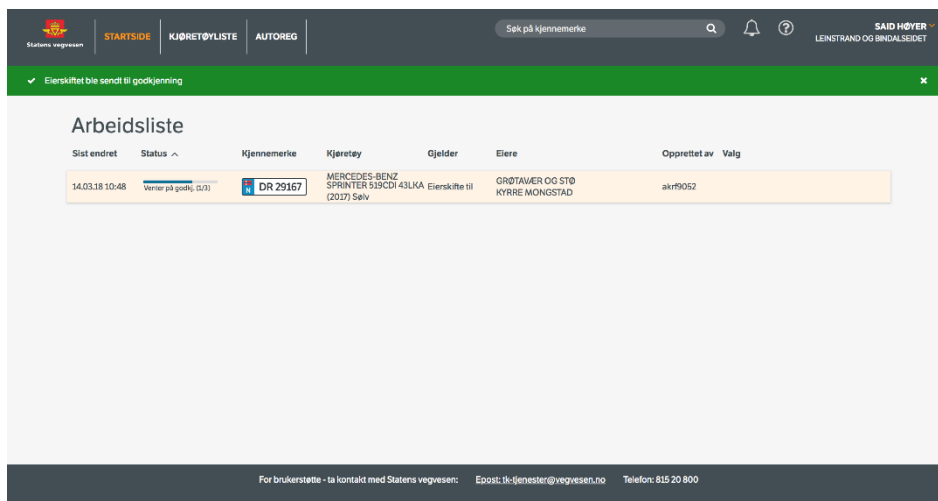 Statens vegvesen
STARTSIDE KJØRETØYLISTE AUTOREG
Søk på kjennemerke
SAID HØYER
LEINSTRAND OG BINDALSEIDET
Eierskiftet ble sendt til godkjenning
Arbeidsliste
Sist endret Status Kjennemerke Kjøretøy Gjelder Eiere Opprettet av Valg
14.03.18 10:48 Venter på godkj. (1/3) N DR 29167 MERCEDES-BENZ
SPRINTER 519CDI 43LKA
(2017) Sølv
Eierskifte til
GRØTAVÆR OG STØ
KYRRE MONGSTAD
akrf9052
For brukerstøtte - ta kontakt med Statens vegvesen: Epost: tk-tjenester@vegvesen.no Telefon: 815 20 800